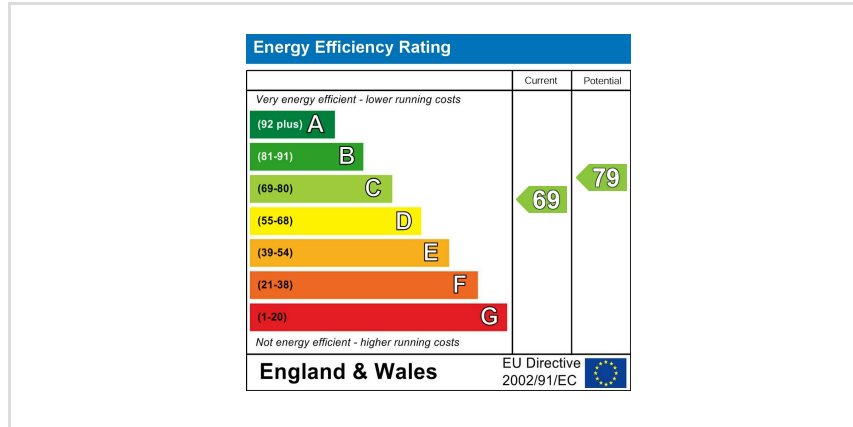 Energy Efficiency Rating
Current Potential
Very energy efficient - lower running costs
(92 plus) A
(81-91) B
(69-80) C
79
69
(55-68) D
(39-54) E
(21-38) F
(1-20) G
Not energy efficient - higher running costs
England & Wales
EU Directive
2002/91/EC